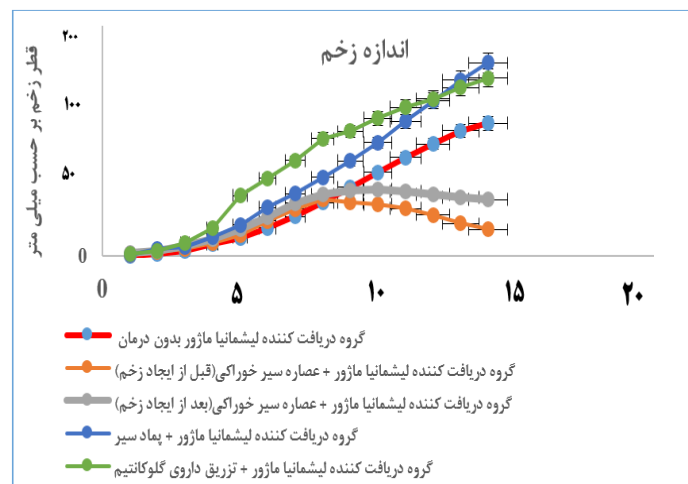 اندازه زخم
قطر زخم بر حسب میلی متر
۲۰۰
۱۰۰
۵۰
۰
۰ ۵ ۱۰ ۱۵ ۲۰
گروه دریافت کننده لیشمانیا ماژور بدون درمان
گروه دریافت کننده لیشمانیا ماژور + عصاره سیر خوراکی(قبل از ایجاد زخم)
گروه دریافت کننده لیشمانیا ماژور + عصاره سیر خوراکی(بعد از ایجاد زخم)
گروه دریافت کننده لیشمانیا ماژور + پماد سیر
گروه دریافت کننده لیشمانیا ماژور + تزریق داروی گلوکانتیم